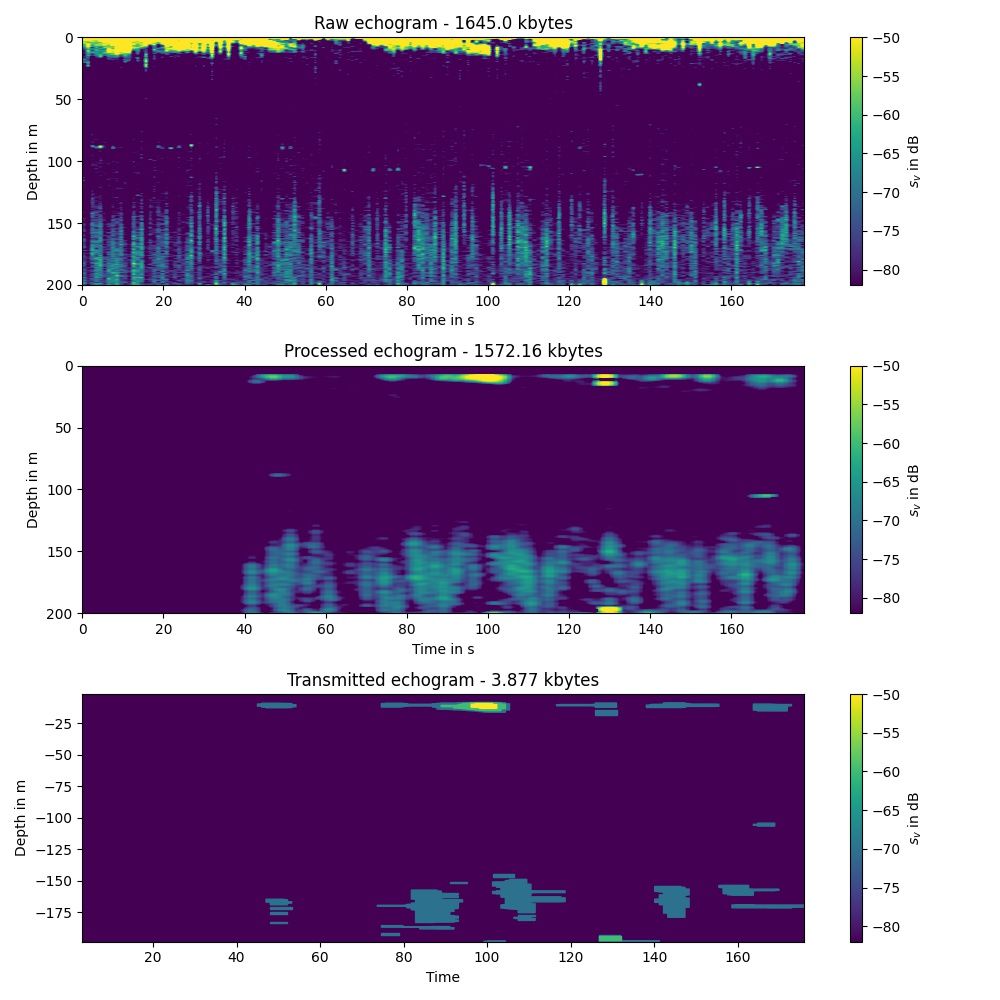 Raw echogram - 1645.0 kbytes
0
50
100
150
200
Depth in m
0 20 40 60 80 100 120 140 160
Time in s
−50
−55
−60
−65
−70
−75
−80
sv in dB
Processed echogram - 1572.16 kbytes
0
50
100
150
200
Depth in m
0 20 40 60 80 100 120 140 160
Time in s
−50
−55
−60
−65
−70
−75
−80
sv in dB
Transmitted echogram - 3.877 kbytes
−25
−50
−75
−100
−125
−150
−175
Depth in m
20 40 60 80 100 120 140 160
Time
−50
−55
−60
−65
−70
−75
−80
sv in dB